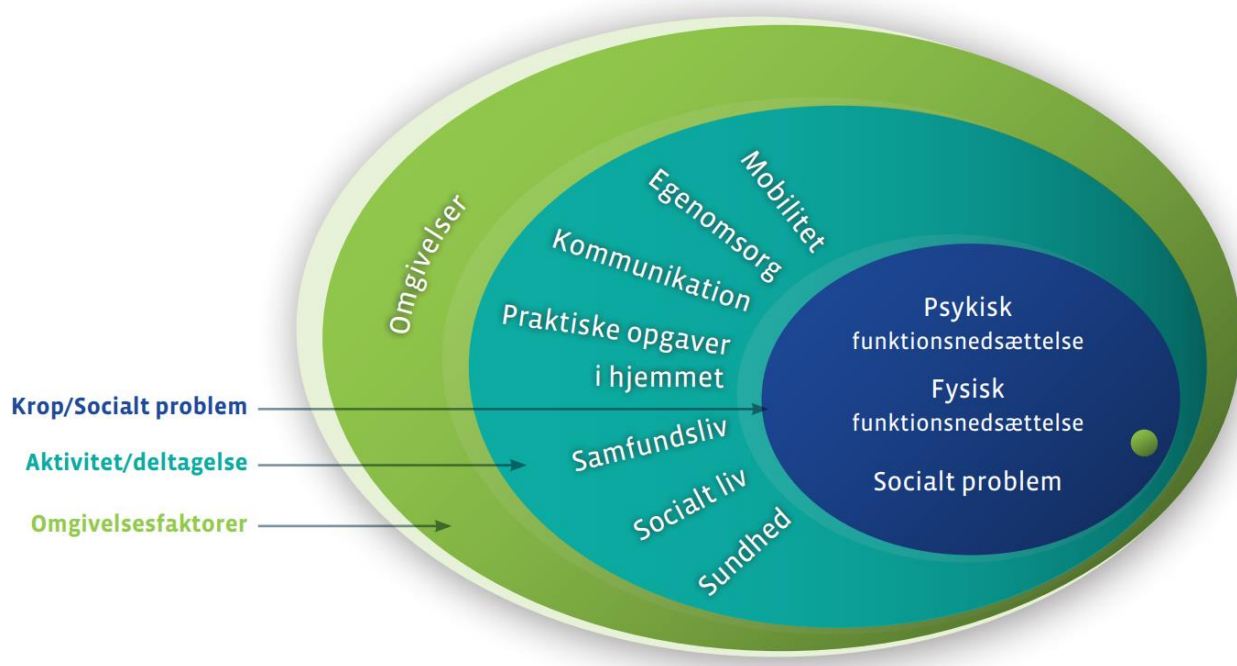 Omgivelser
Mobilitet
Egenomsorg
Kommunikation
Praktiske opgaver
i hjemmet
Samfundsliv
Socialt liv
Sundhed
Psykisk
funktionsnedsættelse
Fysisk
funktionsnedsættelse
Socialt problem
Krop/Socialt problem
Aktivitet/deltagelse
Omgivelsesfaktorer